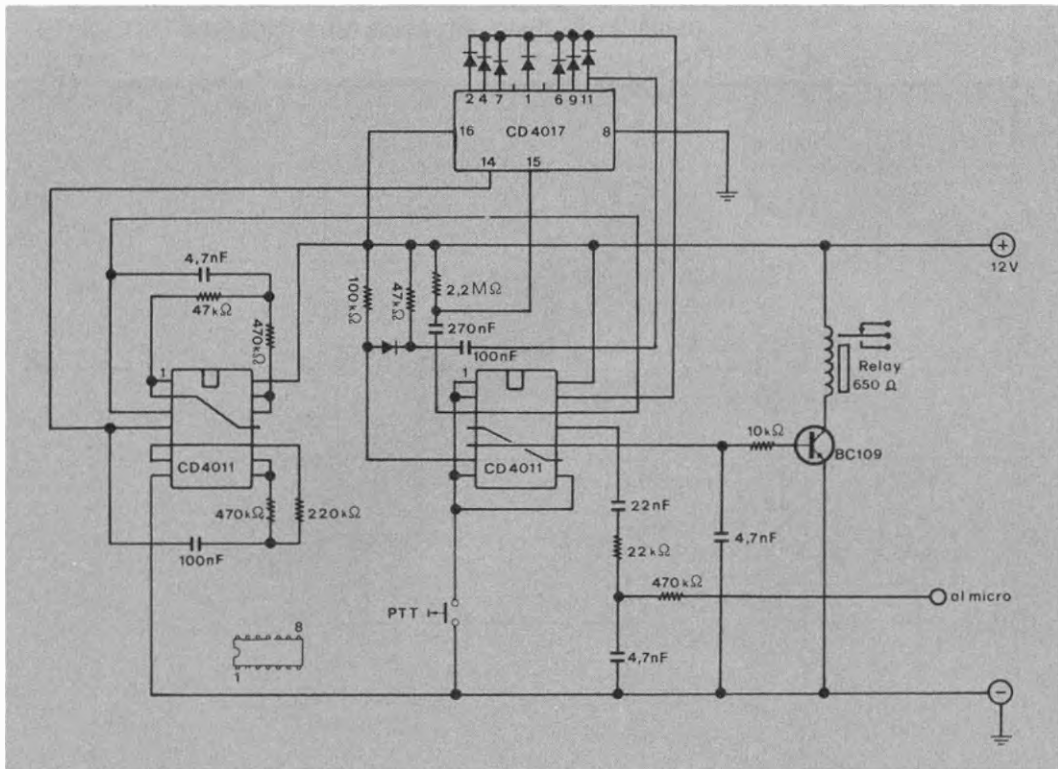 2 4 7 1 6 9 11
16 CD 4017 8
14 15
4,7nF
47kΩ
470kΩ
100kΩ
47kΩ
2,2MΩ
270nF
100nF
+
12V
Relay
650 Ω
1
CD4011
470kΩ
220kΩ
100nF
1
CD4011
10kΩ
BC109
22nF
22kΩ
4,7nF
470kΩ
al micro
PTT
4,7nF
8
1
−